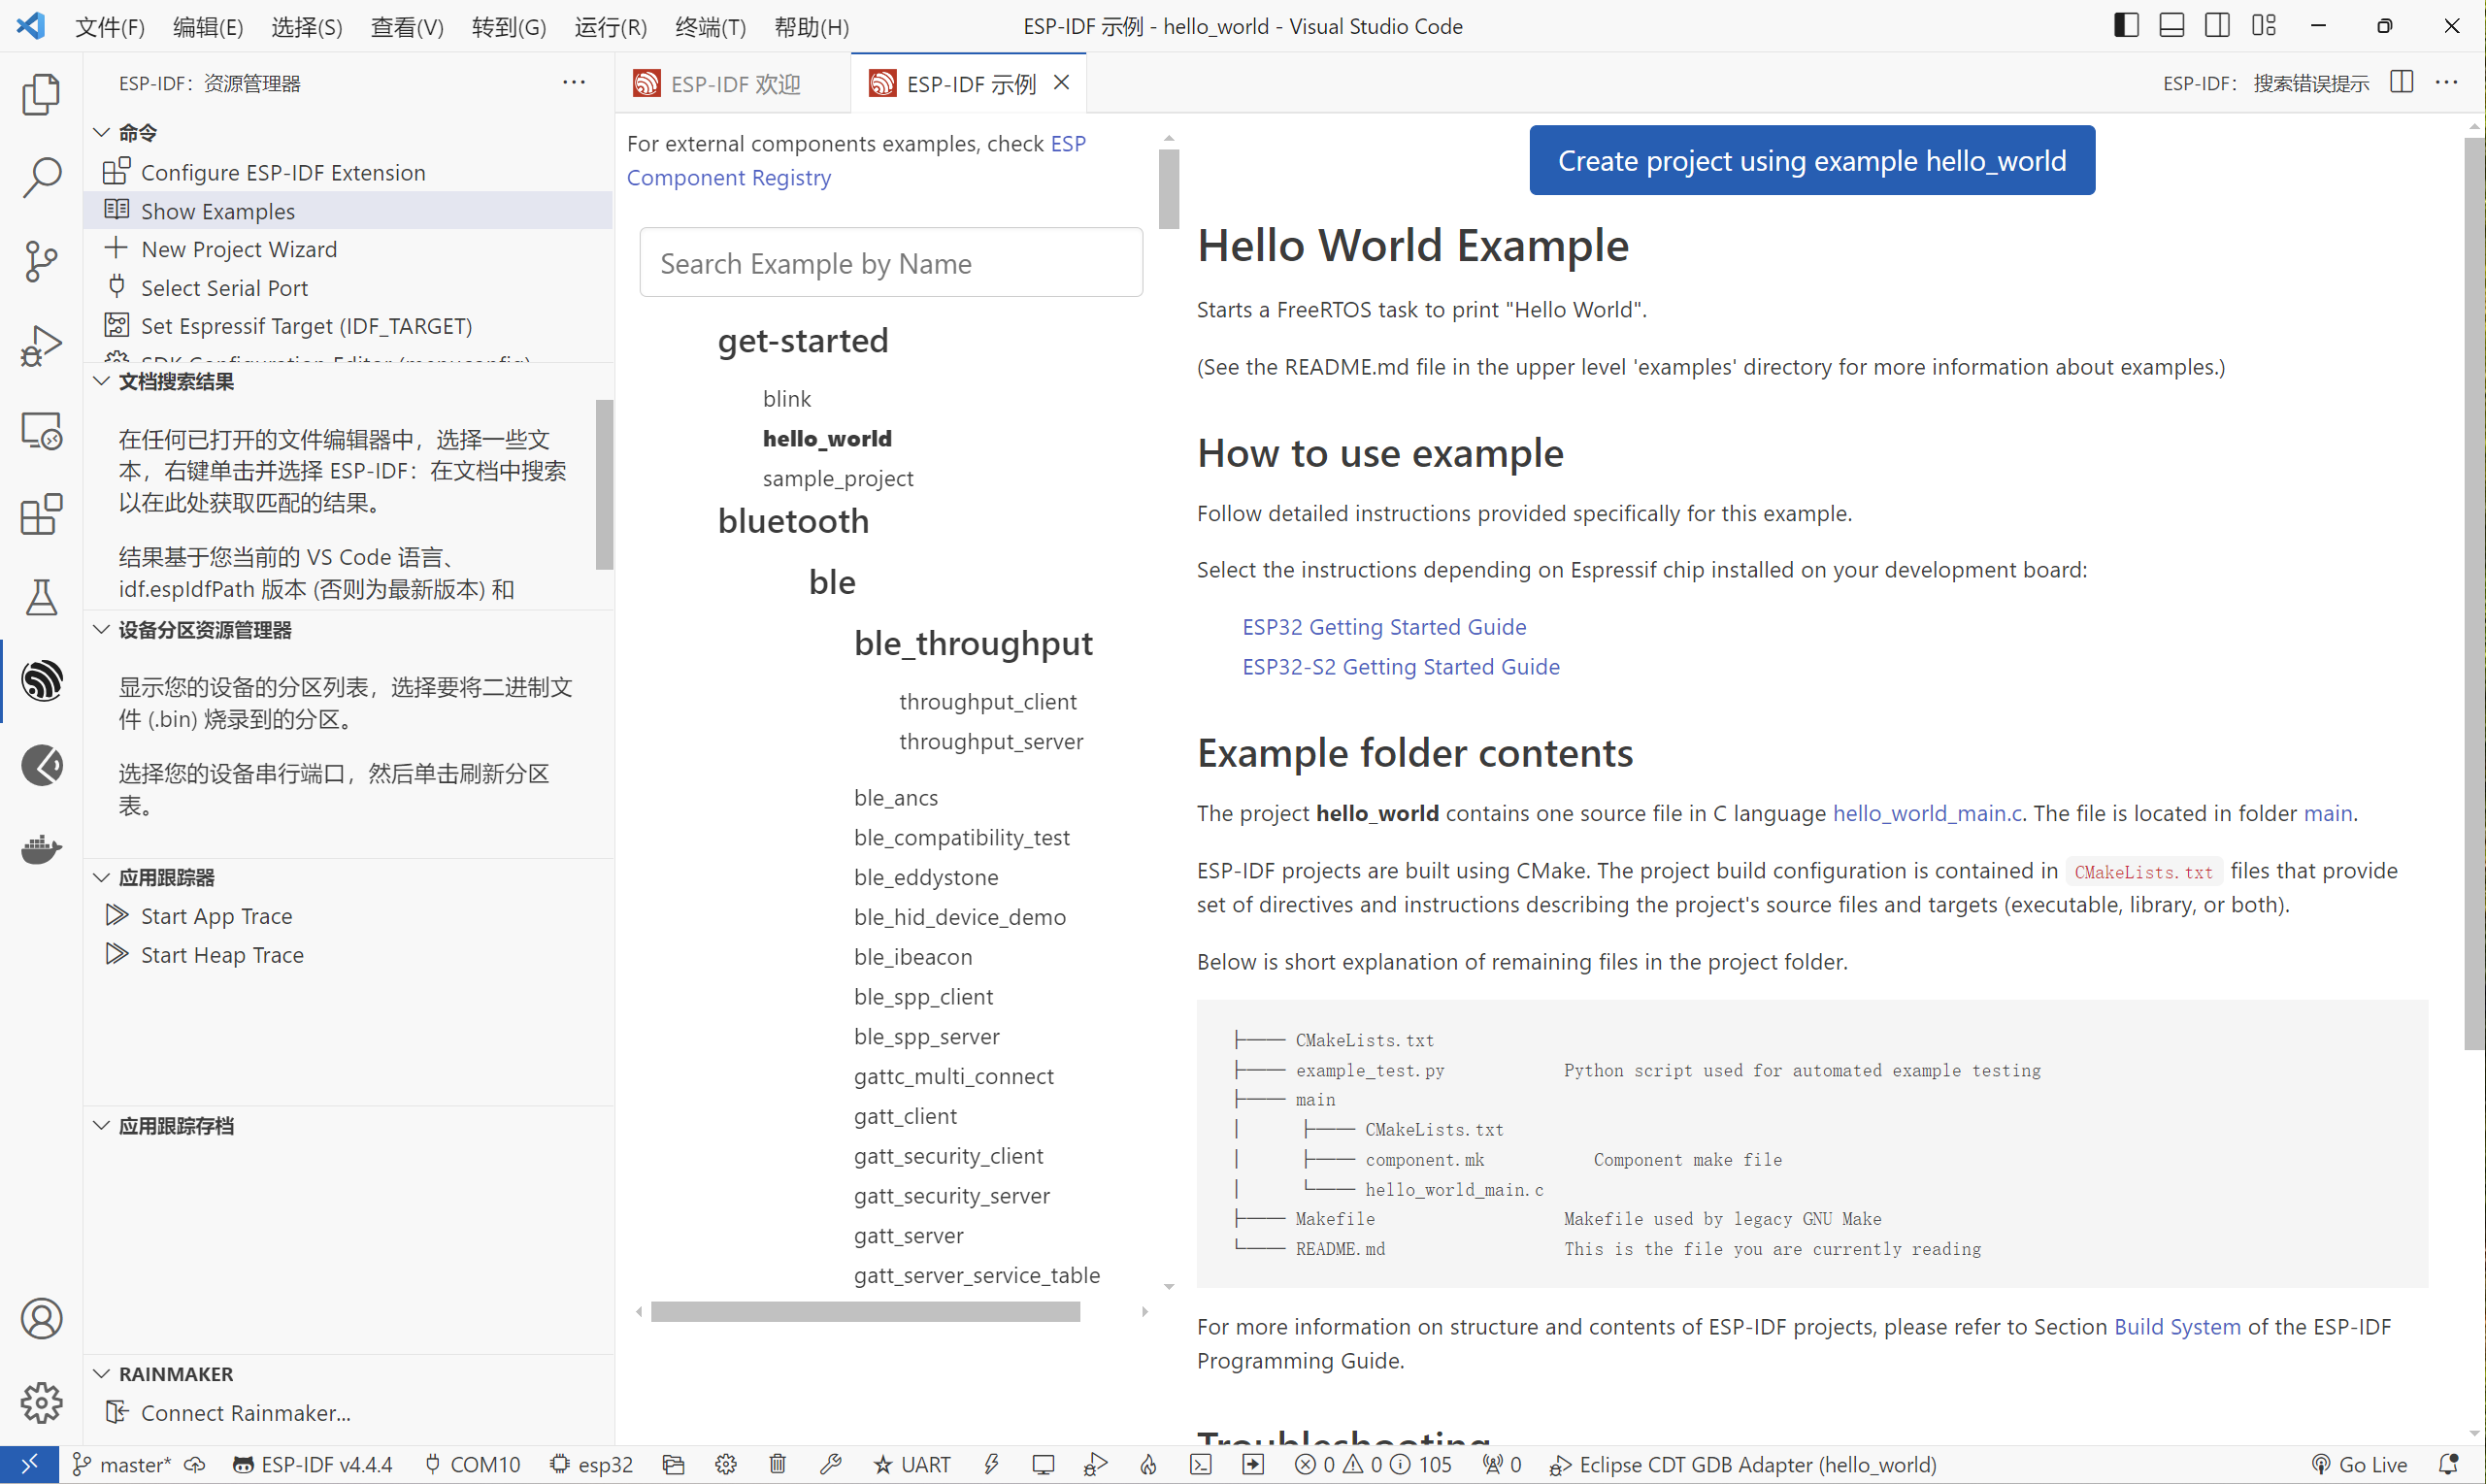 文件(F) 编辑(E) 选择(S) 查看(V) 转到(G) 运行(R) 终端(T) 帮助(H)
ESP-IDF 示例 - hello_world - Visual Studio Code
ESP-IDF: 资源管理器
命令
Configure ESP-IDF Extension
Show Examples
New Project Wizard
Select Serial Port
Set Espressif Target (IDF_TARGET)
SDK Configuration Editor (menuconfig)
文档搜索结果
在任何已打开的文件编辑器中，选择一些文
本，右键单击并选择 ESP-IDF：在文档中搜索
以在此处获取匹配的结果。
结果基于您当前的 VS Code 语言、
idf.espIdfPath 版本 (否则为最新版本) 和
设备分区资源管理器
显示您的设备的分区列表，选择要将二进制文
件 (.bin) 烧录到的分区。
选择您的设备串行端口，然后单击刷新分区
表。
应用跟踪器
Start App Trace
Start Heap Trace
应用跟踪存档
RAINMAKER
Connect Rainmaker...
ESP-IDF 欢迎
ESP-IDF 示例
ESP-IDF： 搜索错误提示
For external components examples, check ESP
Component Registry
Search Example by Name
get-started
blink
hello_world
sample_project
bluetooth
ble
ble_throughput
throughput_client
throughput_server
ble_ancs
ble_compatibility_test
ble_eddystone
ble_hid_device_demo
ble_ibeacon
ble_spp_client
ble_spp_server
gattc_multi_connect
gatt_client
gatt_security_client
gatt_security_server
gatt_server
gatt_server_service_table
Create project using example hello_world
Hello World Example
Starts a FreeRTOS task to print "Hello World".
(See the README.md file in the upper level 'examples' directory for more information about examples.)
How to use example
Follow detailed instructions provided specifically for this example.
Select the instructions depending on Espressif chip installed on your development board:
ESP32 Getting Started Guide
ESP32-S2 Getting Started Guide
Example folder contents
The project hello_world contains one source file in C language hello_world_main.c. The file is located in folder main.
ESP-IDF projects are built using CMake. The project build configuration is contained in CMakeLists.txt files that provide
set of directives and instructions describing the project's source files and targets (executable, library, or both).
Below is short explanation of remaining files in the project folder.
├── CMakeLists.txt
├── example_test.py Python script used for automated example testing
├── main
│   ├── CMakeLists.txt
│   ├── component.mk Component make file
│   └── hello_world_main.c
├── Makefile Makefile used by legacy GNU Make
└── README.md This is the file you are currently reading
For more information on structure and contents of ESP-IDF projects, please refer to Section Build System of the ESP-IDF
Programming Guide.
Troubleshooting
master* ESP-IDF v4.4.4 COM10 esp32 UART 0 0 105 0 Eclipse CDT GDB Adapter (hello_world) Go Live